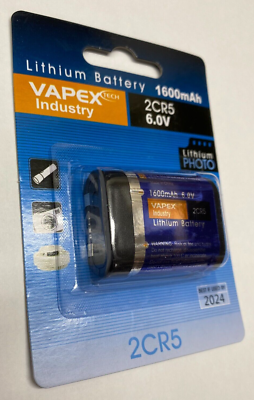 Lithium Battery 1600mAh
VAPEX TECH
Industry
2CR5
6.0V
Lithium
PHOTO
1600mAh 6.0V
VAPEX
Industry
2CR5
Lithium Battery
2024
2CR5